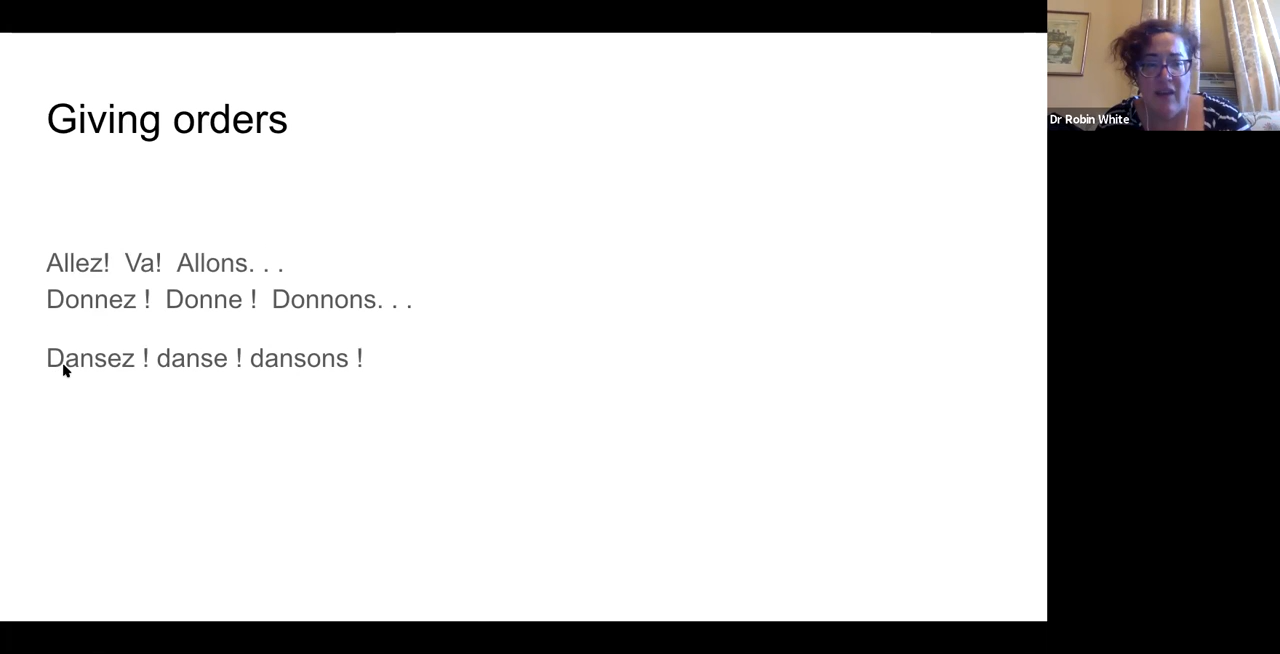 Giving orders
Allez!  Va!  Allons. . .
Donnez !  Donne !  Donnons. . .
Dansez ! danse ! dansons !
Dr Robin White